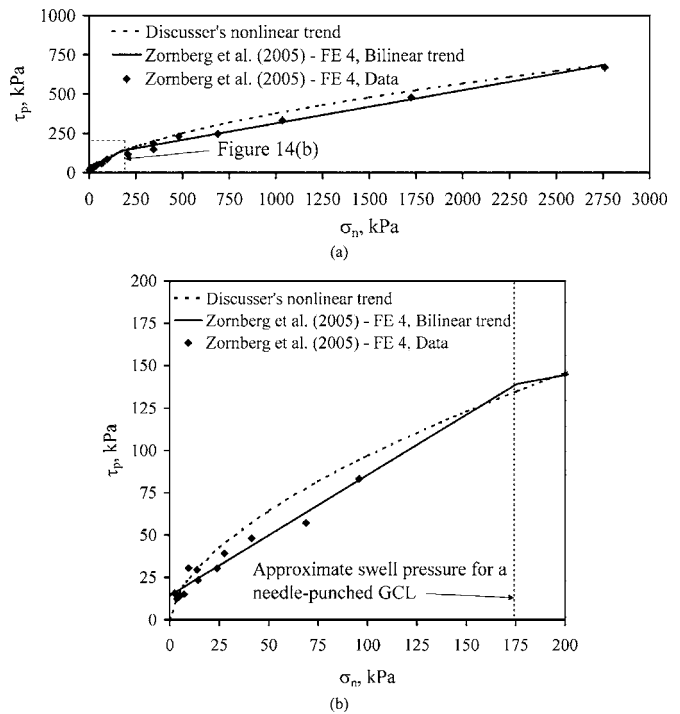 1000
Discusser's nonlinear trend
Zornberg et al. (2005) - FE 4, Bilinear trend
750
Zornberg et al. (2005) - FE 4, Data
500
τp, kPa
250
Figure 14(b)
0
0 250 500 750 1000 1250 1500 1750 2000 2250 2500 2750 3000
σn, kPa
(a)
200
Discusser's nonlinear trend
175
Zornberg et al. (2005) - FE 4, Bilinear trend
Zornberg et al. (2005) - FE 4, Data
150
125
100
τp, kPa
75
50
Approximate swell pressure for a
25
needle-punched GCL
0
0 25 50 75 100 125 150 175 200
σn, kPa
(b)